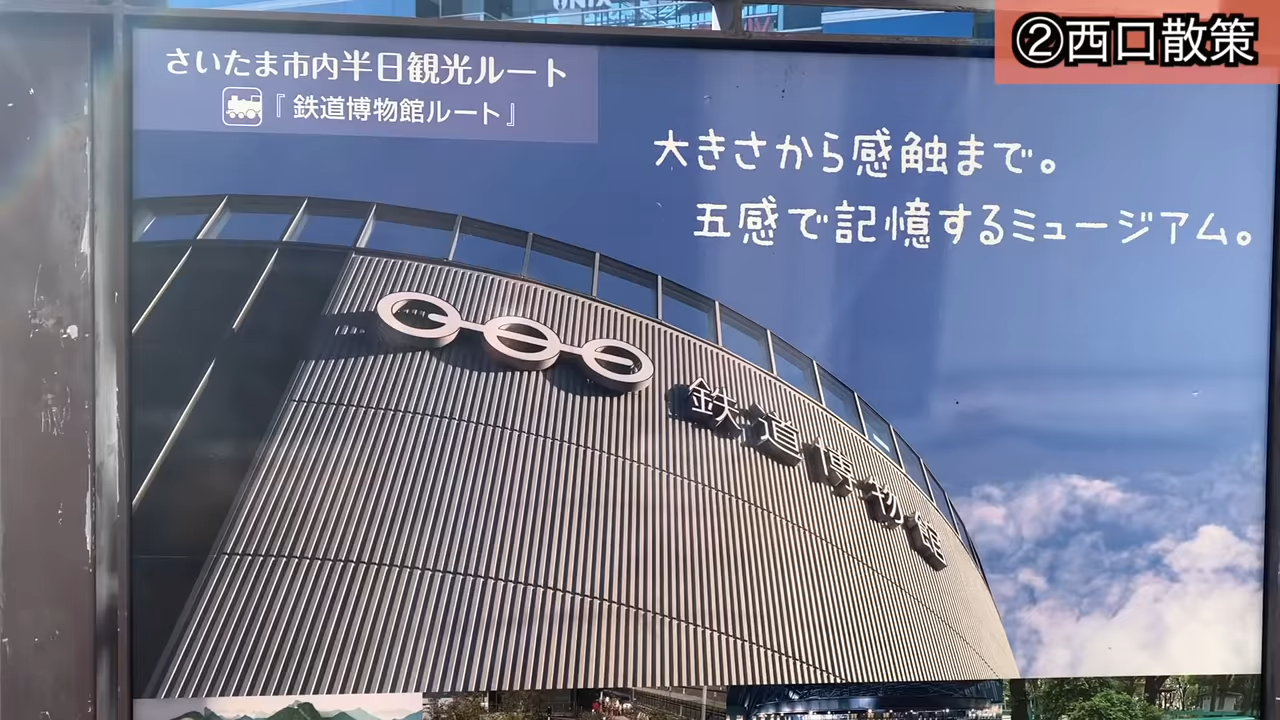 ②西口散策
さいたま市内半日観光ルート
『鉄道博物館ルート』
大きさから感触まで。
五感で記憶するミュージアム。
鉄道博物館